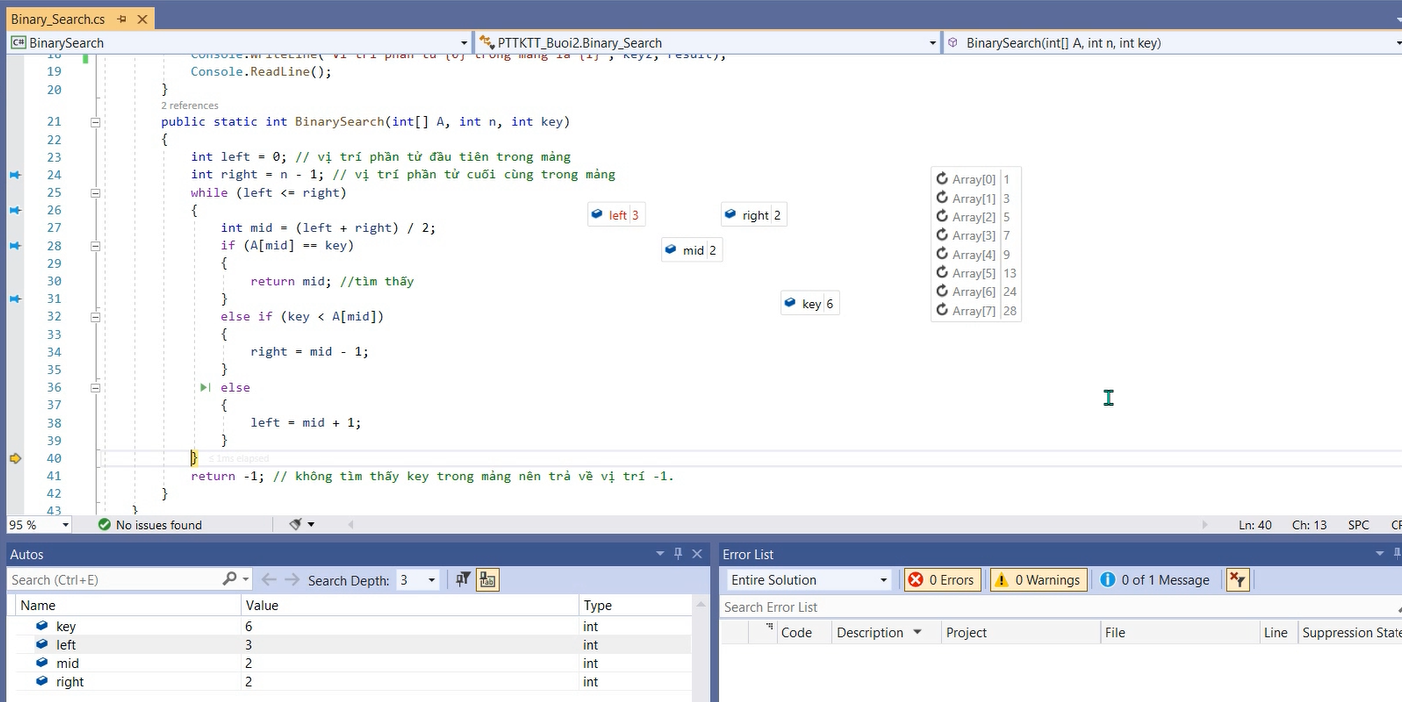 Binary_Search.cs
BinarySearch
PTTKTT_Buoi2.Binary_Search
BinarySearch(int[] A, int n, int key)
18 Console.WriteLine("Vi trí phần tử {0} trong mảng là {1}", key2, result);
19 Console.ReadLine();
20 }
2 references
21 public static int BinarySearch(int[] A, int n, int key)
22 {
23 int left = 0; // vị trí phần tử đầu tiên trong mảng
24 int right = n - 1; // vị trí phần tử cuối cùng trong mảng
25 while (left <= right)
26 {
27 int mid = (left + right) / 2;
28 if (A[mid] == key)
29 {
30 return mid; //tìm thấy
31 }
32 else if (key < A[mid])
33 {
34 right = mid - 1;
35 }
36 else
37 {
38 left = mid + 1;
39 }
40 } ≤ 1ms elapsed
41 return -1; // không tìm thấy key trong mảng nên trả về vị trí -1.
42 }
43 }
left 3
right 2
mid 2
key 6
Array[0] 1
Array[1] 3
Array[2] 5
Array[3] 7
Array[4] 9
Array[5] 13
Array[6] 24
Array[7] 28
95 %
No issues found
Ln: 40 Ch: 13 SPC
Autos
Search (Ctrl+E)
Search Depth: 3
Name Value Type
key 6 int
left 3 int
mid 2 int
right 2 int
Error List
Entire Solution
0 Errors
0 Warnings
0 of 1 Message
Search Error List
Code Description Project File Line Suppression State